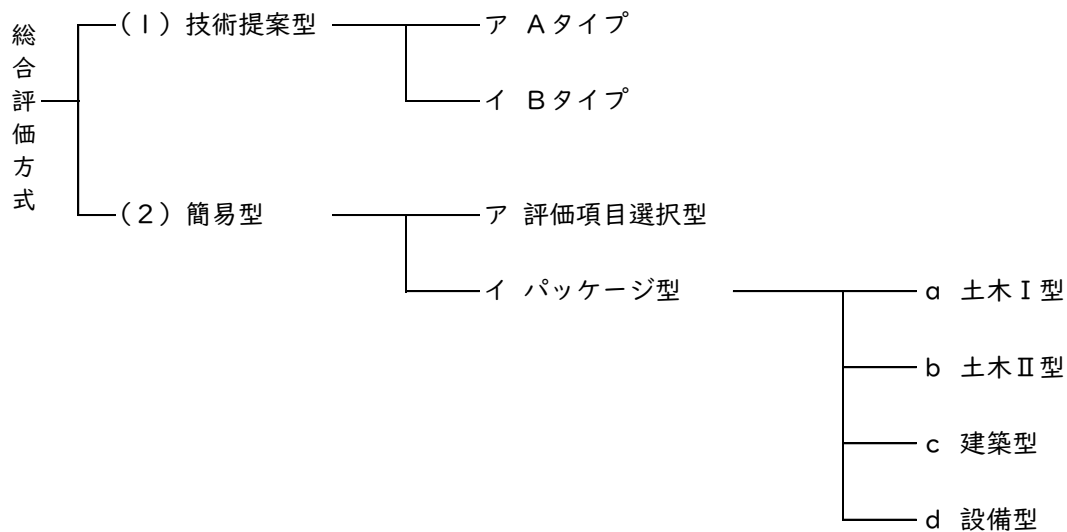 総合評価方式
(1) 技術提案型
ア Aタイプ
イ Bタイプ
(2) 簡易型
ア 評価項目選択型
イ パッケージ型
a 土木Ⅰ型
b 土木Ⅱ型
c 建築型
d 設備型